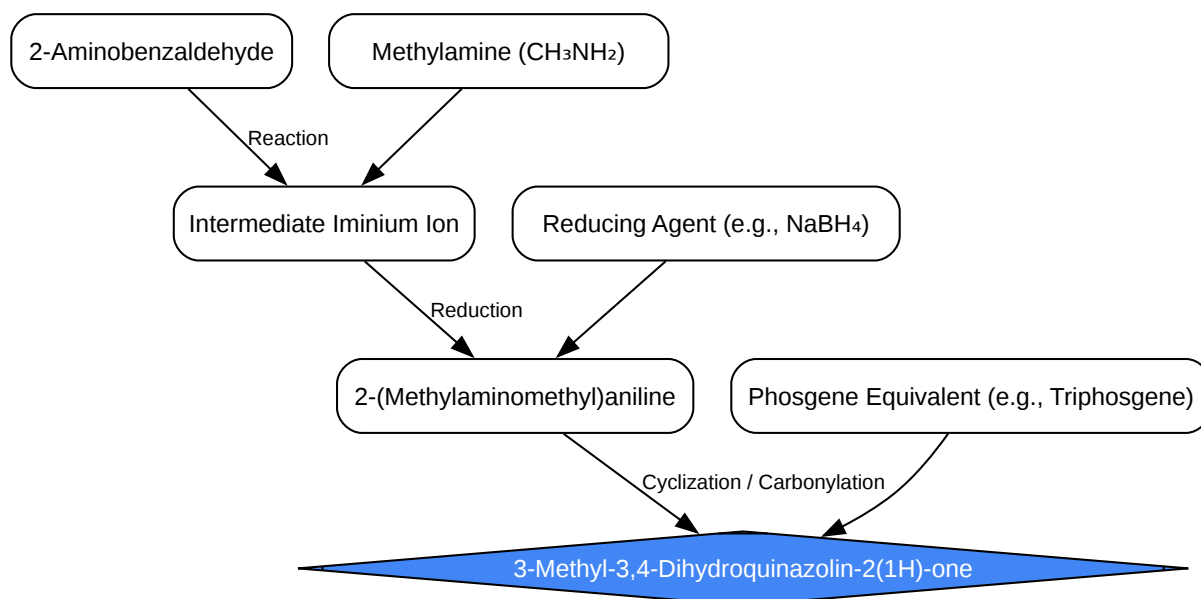 2-Aminobenzaldehyde
Methylamine (CH₃NH₂)
Reaction
Intermediate Iminium Ion
Reducing Agent (e.g., NaBH₄)
Reduction
2-(Methylaminomethyl)aniline
Phosgene Equivalent (e.g., Triphosgene)
Cyclization / Carbonylation
3-Methyl-3,4-Dihydroquinazolin-2(1H)-one